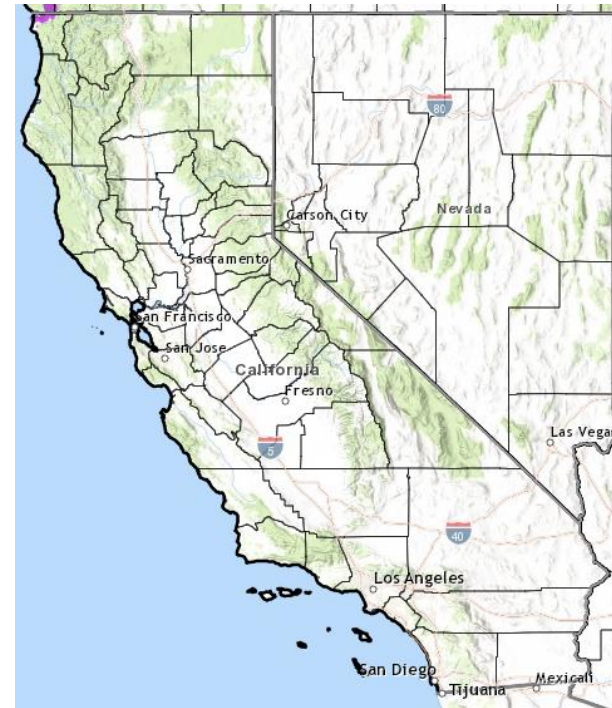 80
Carson City
Nevada
Sacramento
San Francisco
San Jose
California
Fresno
Las Vegas
5
40
Los Angeles
San Diego
Tijuana
Mexicali